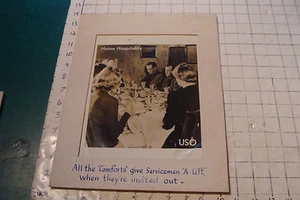 Home Hospitality
USO
All the "Comforts" give Servicemen "A Lift,"
When they're invited out -